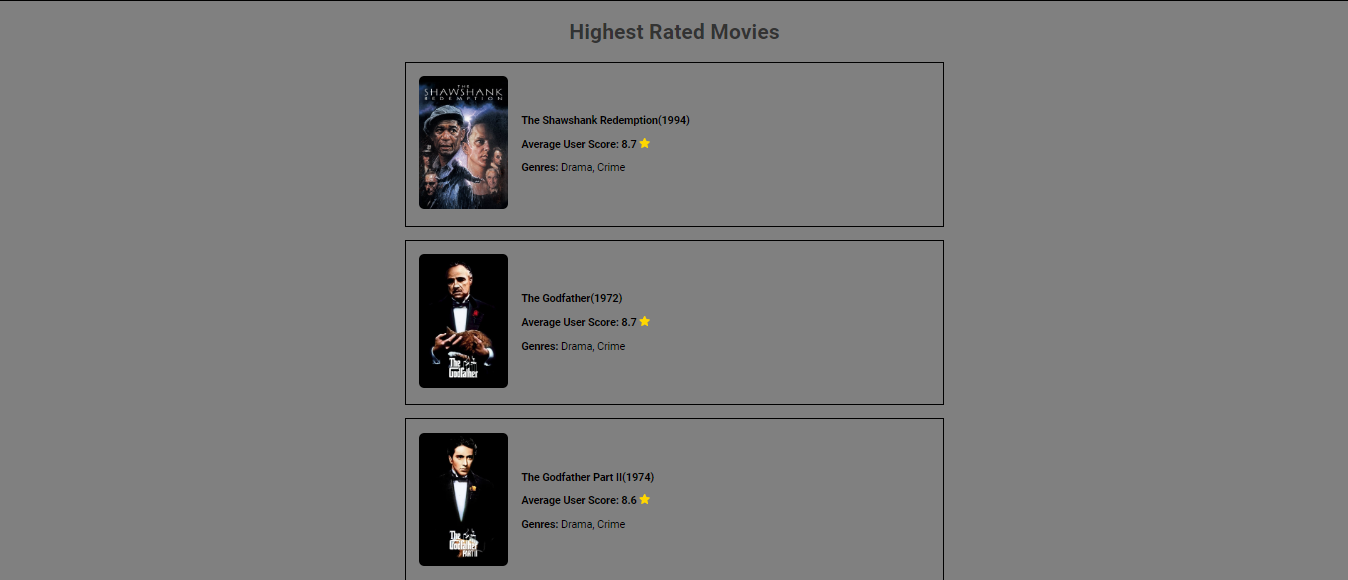 Highest Rated Movies
THE
SHAWSHANK
REDEMPTION
The Shawshank Redemption(1994)
Average User Score: 8.7
Genres: Drama, Crime
The
Godfather
The Godfather(1972)
Average User Score: 8.7
Genres: Drama, Crime
The
Godfather
PART II
The Godfather Part II(1974)
Average User Score: 8.6
Genres: Drama, Crime